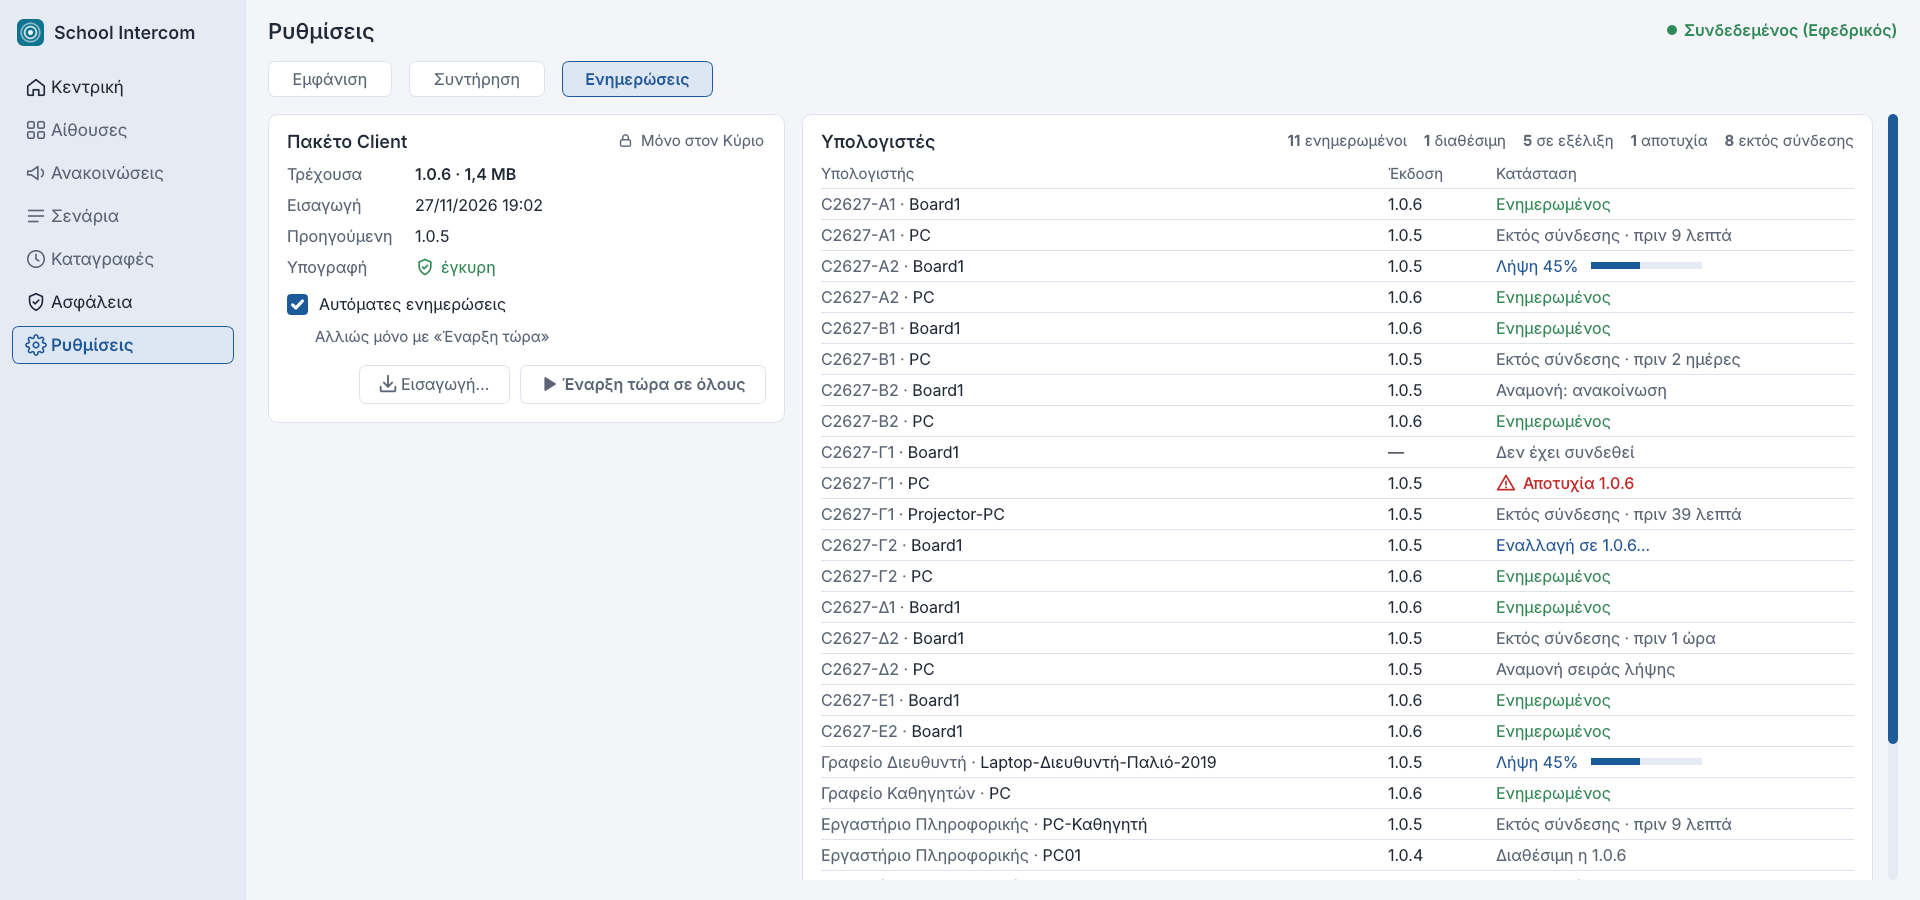 School Intercom
Κεντρική
Αίθουσες
Ανακοινώσεις
Σενάρια
Καταγραφές
Ασφάλεια
Ρυθμίσεις
Ρυθμίσεις
Συνδεδεμένος (Εφεδρικός)
Εμφάνιση
Συντήρηση
Ενημερώσεις
Πακέτο Client
Μόνο στον Κύριο
Τρέχουσα 1.0.6 · 1,4 MB
Εισαγωγή 27/11/2026 19:02
Προηγούμενη 1.0.5
Υπογραφή έγκυρη
Αυτόματες ενημερώσεις
Αλλιώς μόνο με «Έναρξη τώρα»
Εισαγωγή...
Έναρξη τώρα σε όλους
Υπολογιστές
11 ενημερωμένοι 1 διαθέσιμη 5 σε εξέλιξη 1 αποτυχία 8 εκτός σύνδεσης
Υπολογιστής Έκδοση Κατάσταση
C2627-Α1 · Board1 1.0.6 Ενημερωμένος
C2627-Α1 · PC 1.0.5 Εκτός σύνδεσης · πριν 9 λεπτά
C2627-Α2 · Board1 1.0.5 Λήψη 45%
C2627-Α2 · PC 1.0.6 Ενημερωμένος
C2627-Β1 · Board1 1.0.6 Ενημερωμένος
C2627-Β1 · PC 1.0.5 Εκτός σύνδεσης · πριν 2 ημέρες
C2627-Β2 · Board1 1.0.5 Αναμονή: ανακοίνωση
C2627-Β2 · PC 1.0.6 Ενημερωμένος
C2627-Γ1 · Board1 — Δεν έχει συνδεθεί
C2627-Γ1 · PC 1.0.5 Αποτυχία 1.0.6
C2627-Γ1 · Projector-PC 1.0.5 Εκτός σύνδεσης · πριν 39 λεπτά
C2627-Γ2 · Board1 1.0.5 Εναλλαγή σε 1.0.6...
C2627-Γ2 · PC 1.0.6 Ενημερωμένος
C2627-Δ1 · Board1 1.0.6 Ενημερωμένος
C2627-Δ2 · Board1 1.0.5 Εκτός σύνδεσης · πριν 1 ώρα
C2627-Δ2 · PC 1.0.5 Αναμονή σειράς λήψης
C2627-Ε1 · Board1 1.0.6 Ενημερωμένος
C2627-Ε2 · Board1 1.0.6 Ενημερωμένος
Γραφείο Διευθυντή · Laptop-Διευθυντή-Παλιό-2019 1.0.5 Λήψη 45%
Γραφείο Καθηγητών · PC 1.0.6 Ενημερωμένος
Εργαστήριο Πληροφορικής · PC-Καθηγητή 1.0.5 Εκτός σύνδεσης · πριν 9 λεπτά
Εργαστήριο Πληροφορικής · PC01 1.0.4 Διαθέσιμη η 1.0.6